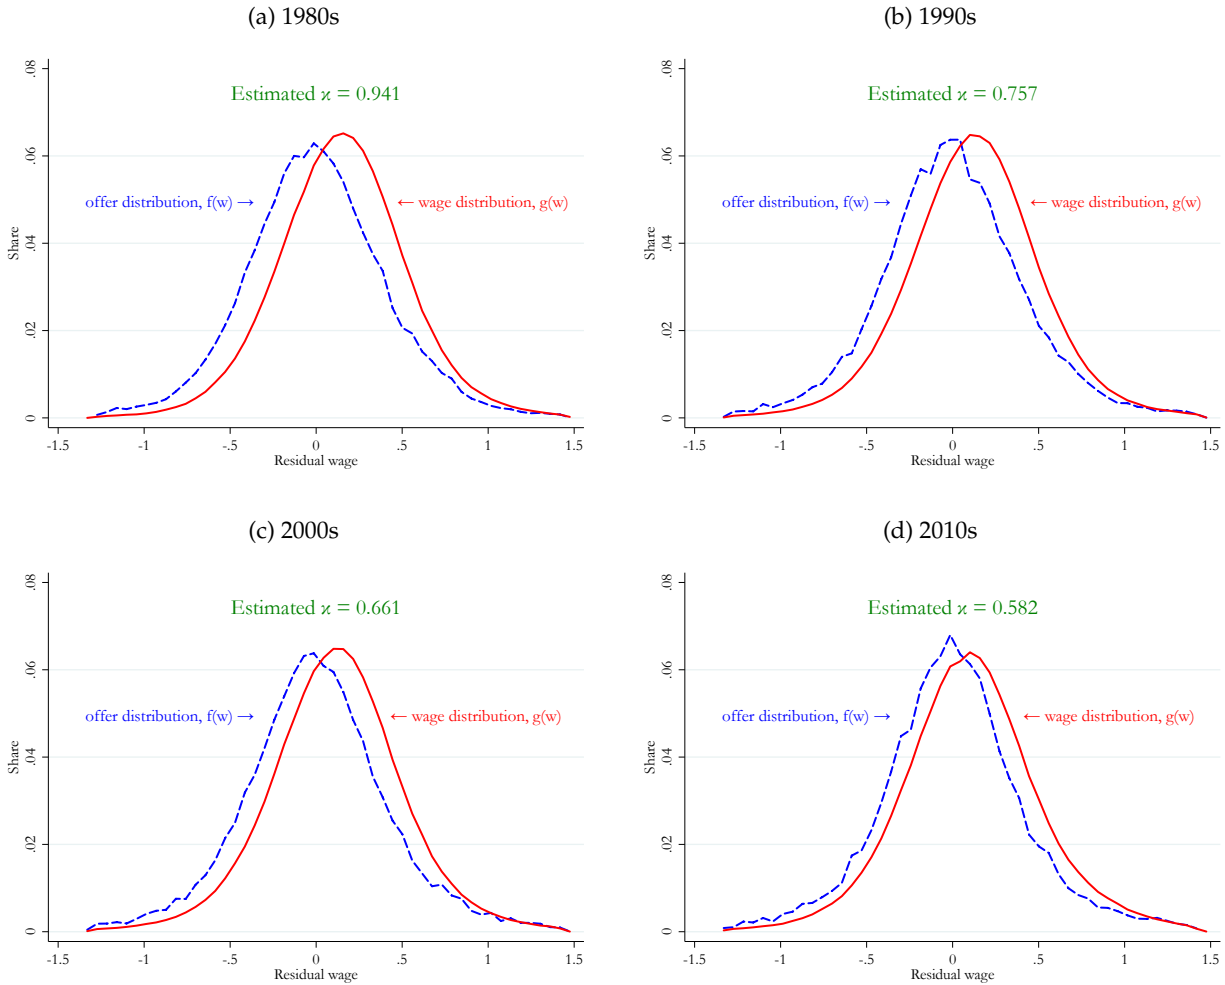 (a) 1980s
.08
.06
.04
.02
0
Share
Estimated ϰ = 0.941
offer distribution, f(w) →
← wage distribution, g(w)
-1.5 -1 -.5 0 .5 1 1.5
Residual wage
(b) 1990s
.08
.06
.04
.02
0
Share
Estimated ϰ = 0.757
offer distribution, f(w) →
← wage distribution, g(w)
-1.5 -1 -.5 0 .5 1 1.5
Residual wage
(c) 2000s
.08
.06
.04
.02
0
Share
Estimated ϰ = 0.661
offer distribution, f(w) →
← wage distribution, g(w)
-1.5 -1 -.5 0 .5 1 1.5
Residual wage
(d) 2010s
.08
.06
.04
.02
0
Share
Estimated ϰ = 0.582
offer distribution, f(w) →
← wage distribution, g(w)
-1.5 -1 -.5 0 .5 1 1.5
Residual wage